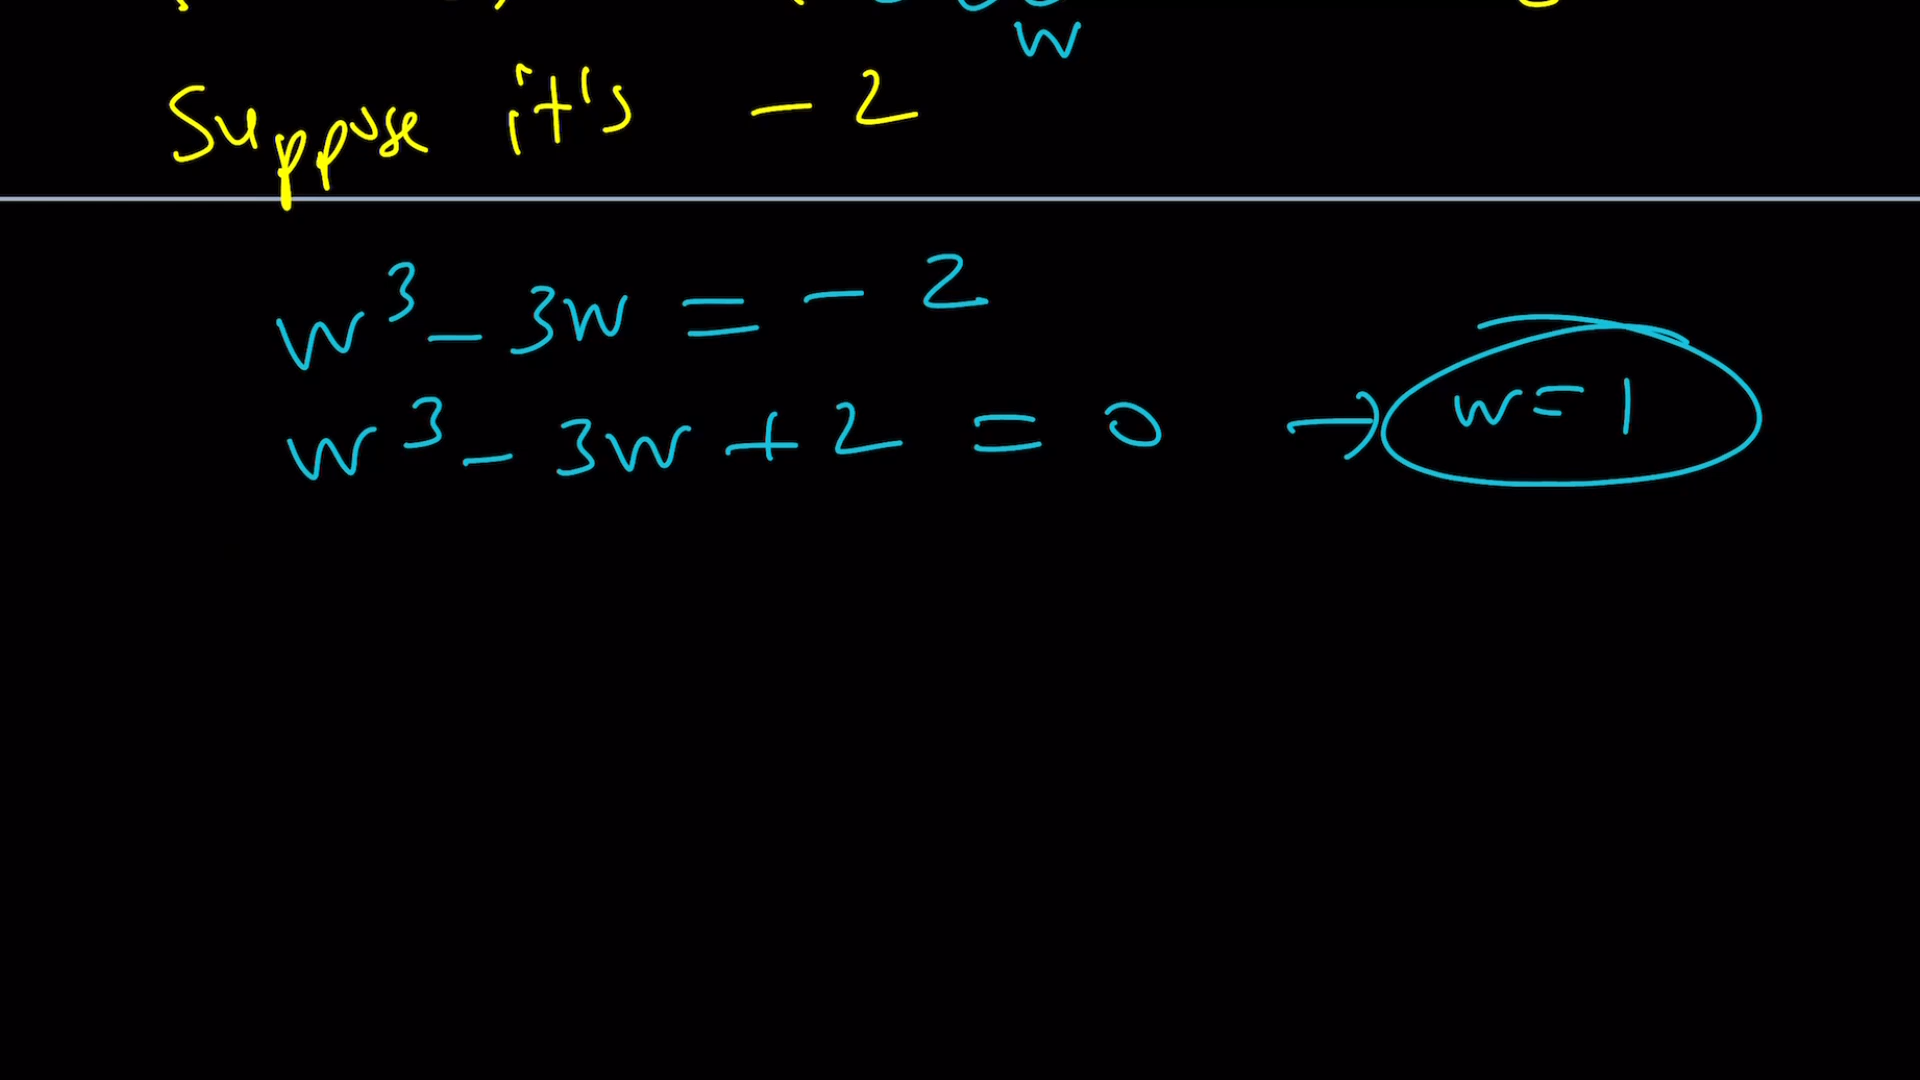 w
Suppose it's - 2
w³ - 3w = - 2
w³ - 3w + 2 = 0 → w = 1